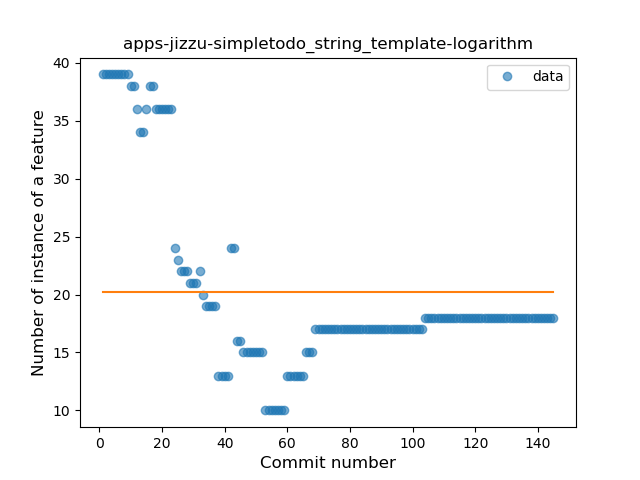 apps-jizzu-simpletodo_string_template-logarithm
data
Number of instance of a feature
40
35
30
25
20
15
10
0 20 40 60 80 100 120 140
Commit number